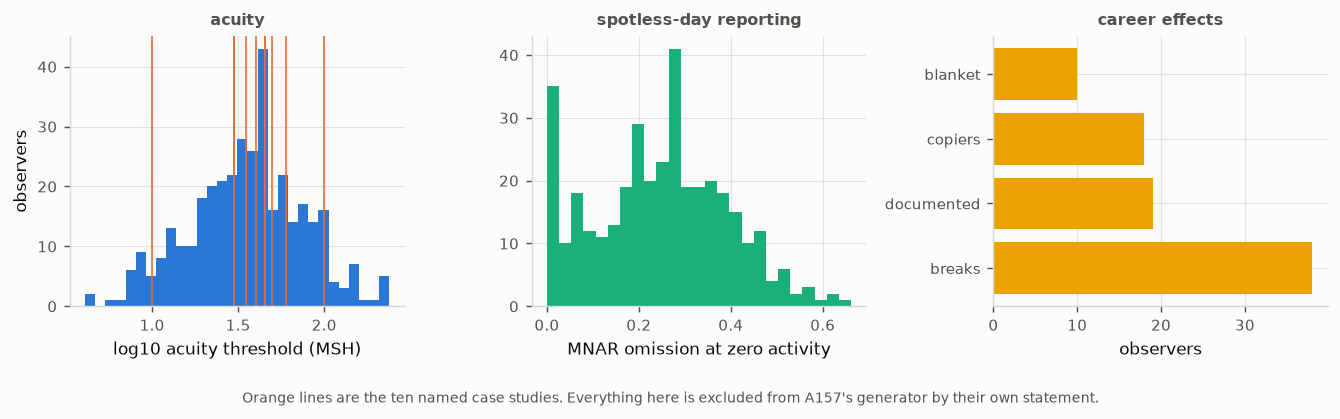 acuity
observers
40
30
20
10
0
1.0 1.5 2.0
log10 acuity threshold (MSH)
spotless-day reporting
40
30
20
10
0
0.0 0.2 0.4 0.6
MNAR omission at zero activity
career effects
blanket
copiers
documented
breaks
0 10 20 30
observers
Orange lines are the ten named case studies. Everything here is excluded from A157's generator by their own statement.